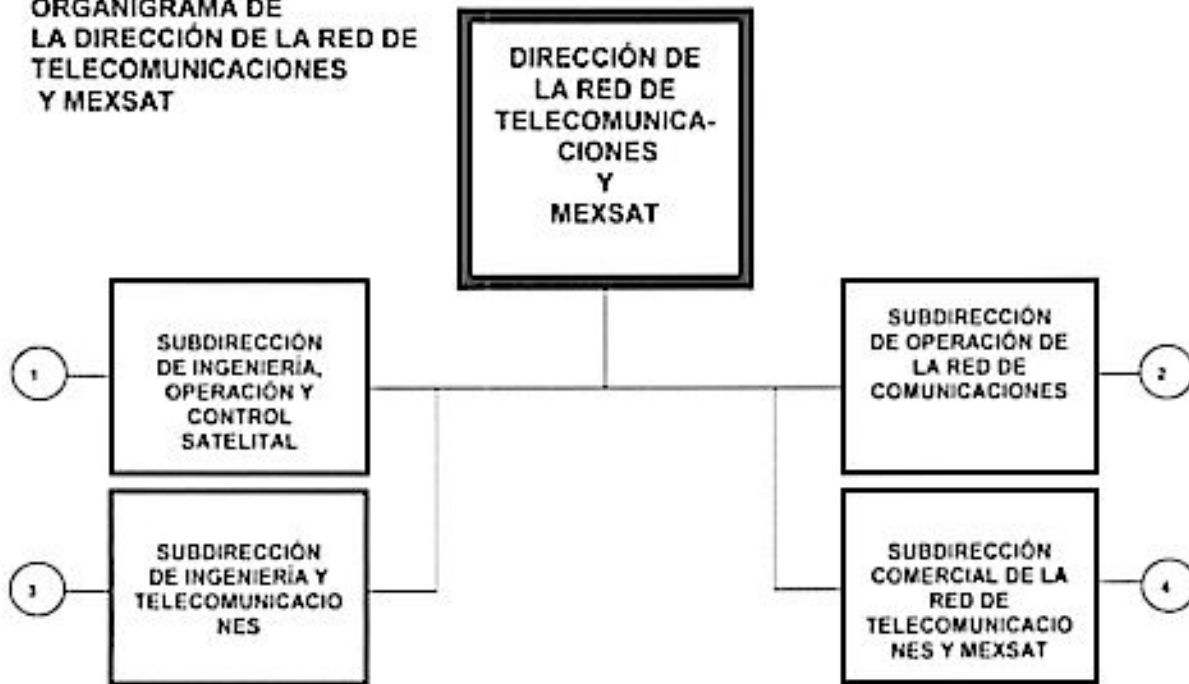 ORGANIGRAMA DE
LA DIRECCIÓN DE LA RED DE
TELECOMUNICACIONES
Y MEXSAT
DIRECCIÓN DE
LA RED DE
TELECOMUNICA-
CIONES
Y
MEXSAT
1
SUBDIRECCIÓN
DE INGENIERÍA,
OPERACIÓN Y
CONTROL
SATELITAL
SUBDIRECCIÓN
DE OPERACIÓN DE
LA RED DE
COMUNICACIONES
2
3
SUBDIRECCIÓN
DE INGENIERÍA Y
TELECOMUNICACIO
NES
SUBDIRECCIÓN
COMERCIAL DE LA
RED DE
TELECOMUNICACIO
NES Y MEXSAT
4